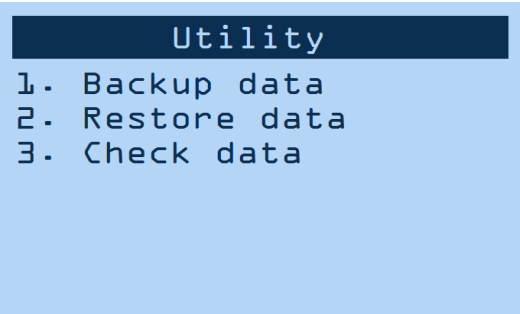 Utility
1. Backup data
2. Restore data
3. Check data